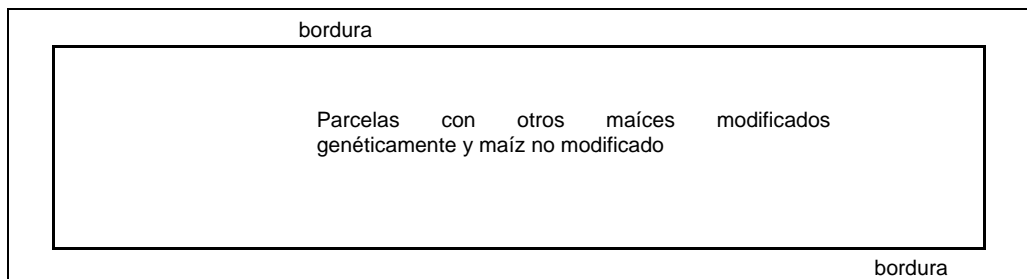 bordura
Parcelas con otros maíces modificados
genéticamente y maíz no modificado
bordura